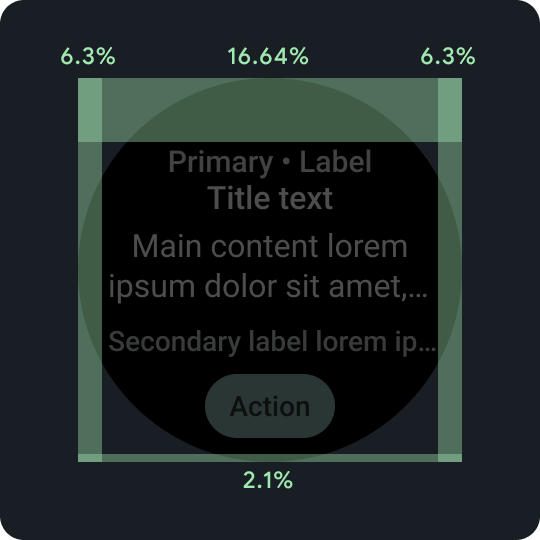 6.3% 16.64% 6.3%
Primary • Label
Title text
Main content lorem
ipsum dolor sit amet,...
Secondary label lorem ip...
Action
2.1%